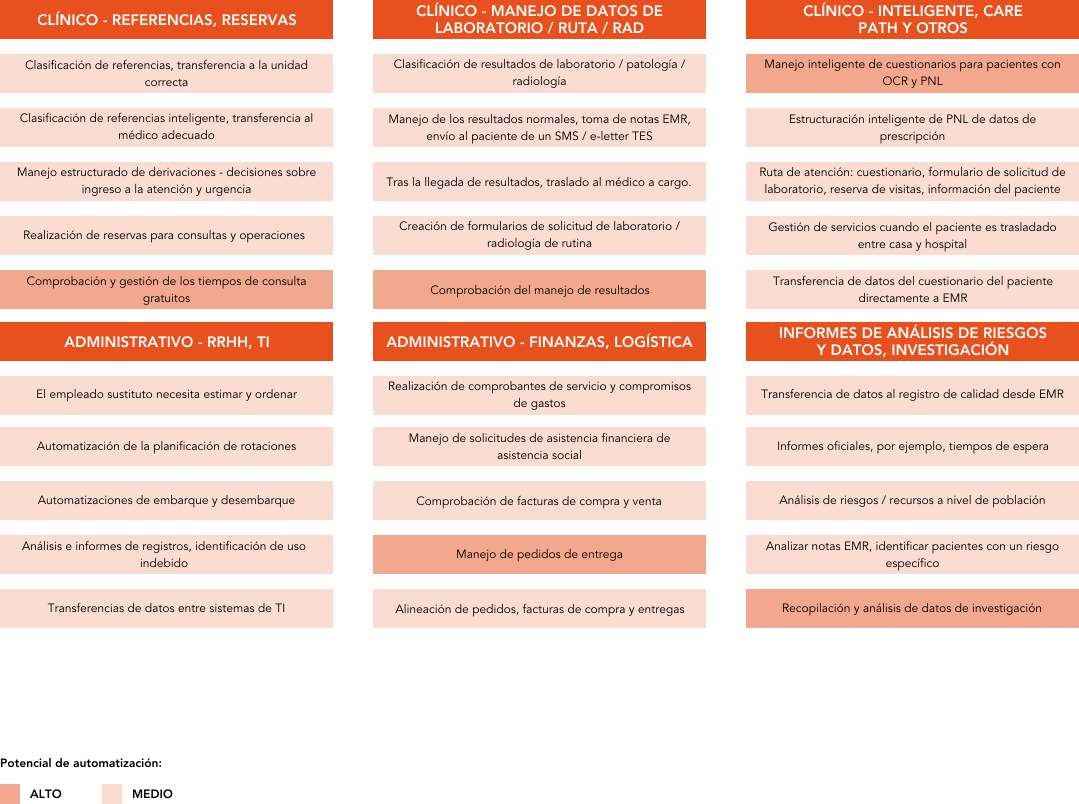 CLÍNICO - REFERENCIAS, RESERVAS
Clasificación de referencias, transferencia a la unidad
correcta
Clasificación de referencias inteligente, transferencia al
médico adecuado
Manejo estructurado de derivaciones - decisiones sobre
ingreso a la atención y urgencia
Realización de reservas para consultas y operaciones
Comprobación y gestión de los tiempos de consulta
gratuitos
CLÍNICO - MANEJO DE DATOS DE
LABORATORIO / RUTA / RAD
Clasificación de resultados de laboratorio / patología /
radiología
Manejo de los resultados normales, toma de notas EMR,
envío al paciente de un SMS / e-letter TES
Tras la llegada de resultados, traslado al médico a cargo.
Creación de formularios de solicitud de laboratorio /
radiología de rutina
Comprobación del manejo de resultados
CLÍNICO - INTELIGENTE, CARE
PATH Y OTROS
Manejo inteligente de cuestionarios para pacientes con
OCR y PNL
Estructuración inteligente de PNL de datos de
prescripción
Ruta de atención: cuestionario, formulario de solicitud de
laboratorio, reserva de visitas, información del paciente
Gestión de servicios cuando el paciente es trasladado
entre casa y hospital
Transferencia de datos del cuestionario del paciente
directamente a EMR
ADMINISTRATIVO - RRHH, TI
El empleado sustituto necesita estimar y ordenar
Automatización de la planificación de rotaciones
Automatizaciones de embarque y desembarque
Análisis e informes de registros, identificación de uso
indebido
Transferencias de datos entre sistemas de TI
ADMINISTRATIVO - FINANZAS, LOGÍSTICA
Realización de comprobantes de servicio y compromisos
de gastos
Manejo de solicitudes de asistencia financiera de
asistencia social
Comprobación de facturas de compra y venta
Manejo de pedidos de entrega
Alineación de pedidos, facturas de compra y entregas
INFORMES DE ANÁLISIS DE RIESGOS
Y DATOS, INVESTIGACIÓN
Transferencia de datos al registro de calidad desde EMR
Informes oficiales, por ejemplo, tiempos de espera
Análisis de riesgos / recursos a nivel de población
Analizar notas EMR, identificar pacientes con un riesgo
específico
Recopilación y análisis de datos de investigación
Potencial de automatización:
ALTO
MEDIO